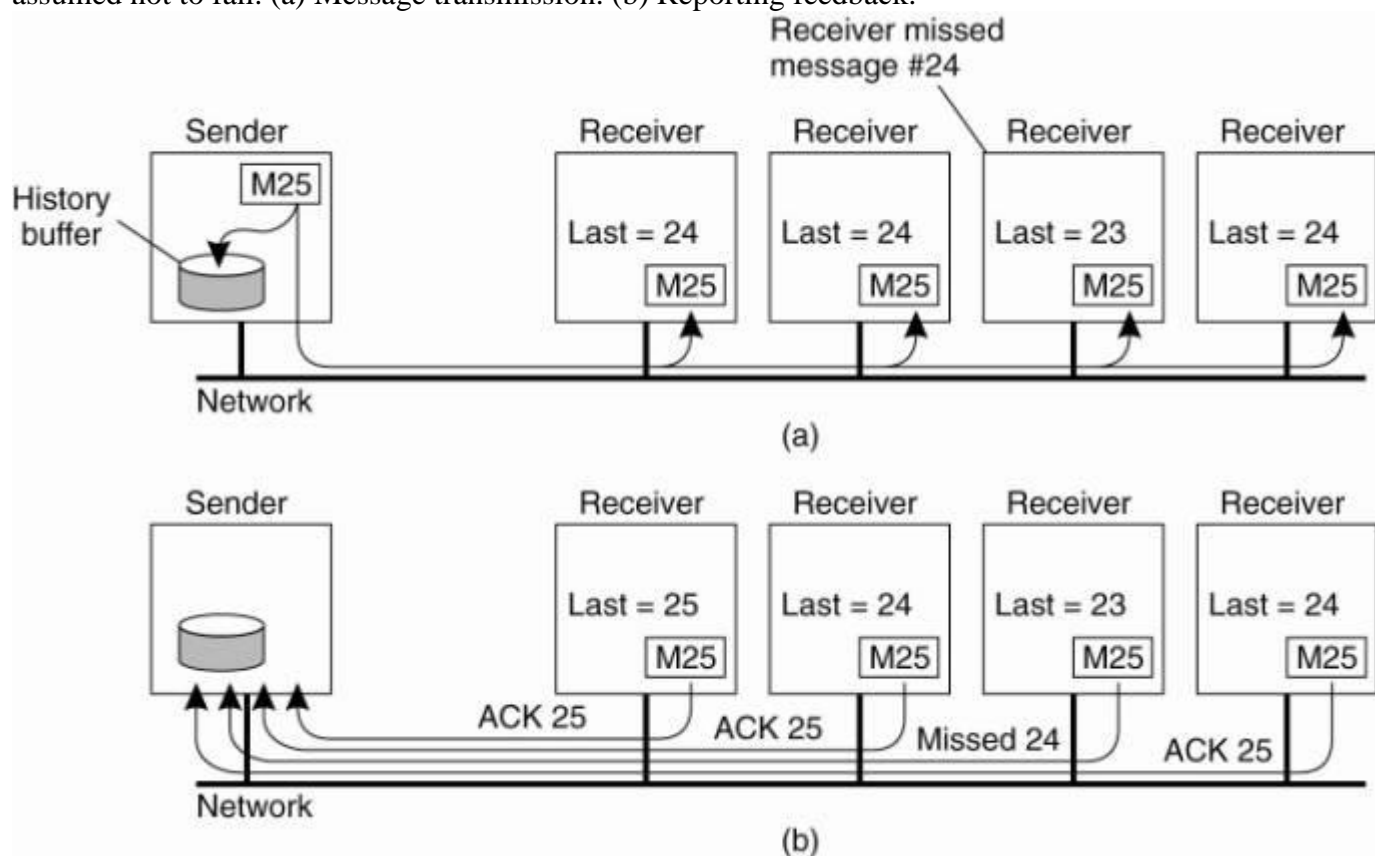 assumed not to fail. (a) Message transmission. (b) Reporting feedback.
Receiver missed
message #24
Sender Receiver Receiver Receiver Receiver
M25
History
buffer
Last = 24 Last = 24 Last = 23 Last = 24
M25 M25 M25 M25
Network
(a)
Sender Receiver Receiver Receiver Receiver
Last = 25 Last = 24 Last = 23 Last = 24
M25 M25 M25 M25
ACK 25 ACK 25 Missed 24 ACK 25
Network
(b)